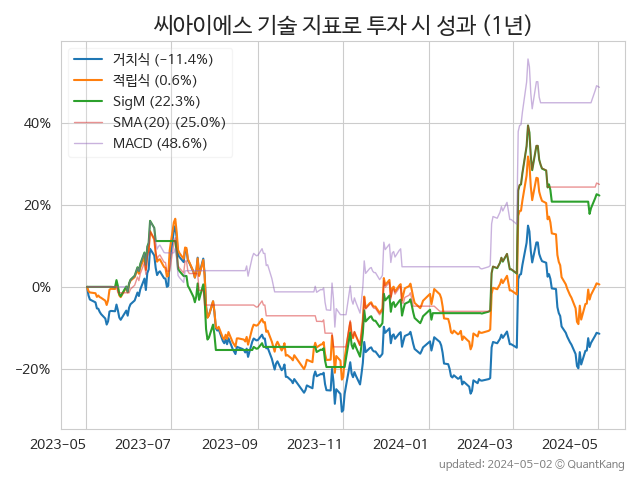 씨아이에스 기술 지표로 투자 시 성과 (1년)
거치식 (−11.4%)
적립식 (0.6%)
SigM (22.3%)
SMA(20) (25.0%)
MACD (48.6%)
40%
20%
0%
−20%
2023-05
2023-07
2023-09
2023-11
2024-01
2024-03
2024-05
updated: 2024-05-02 © QuantKang